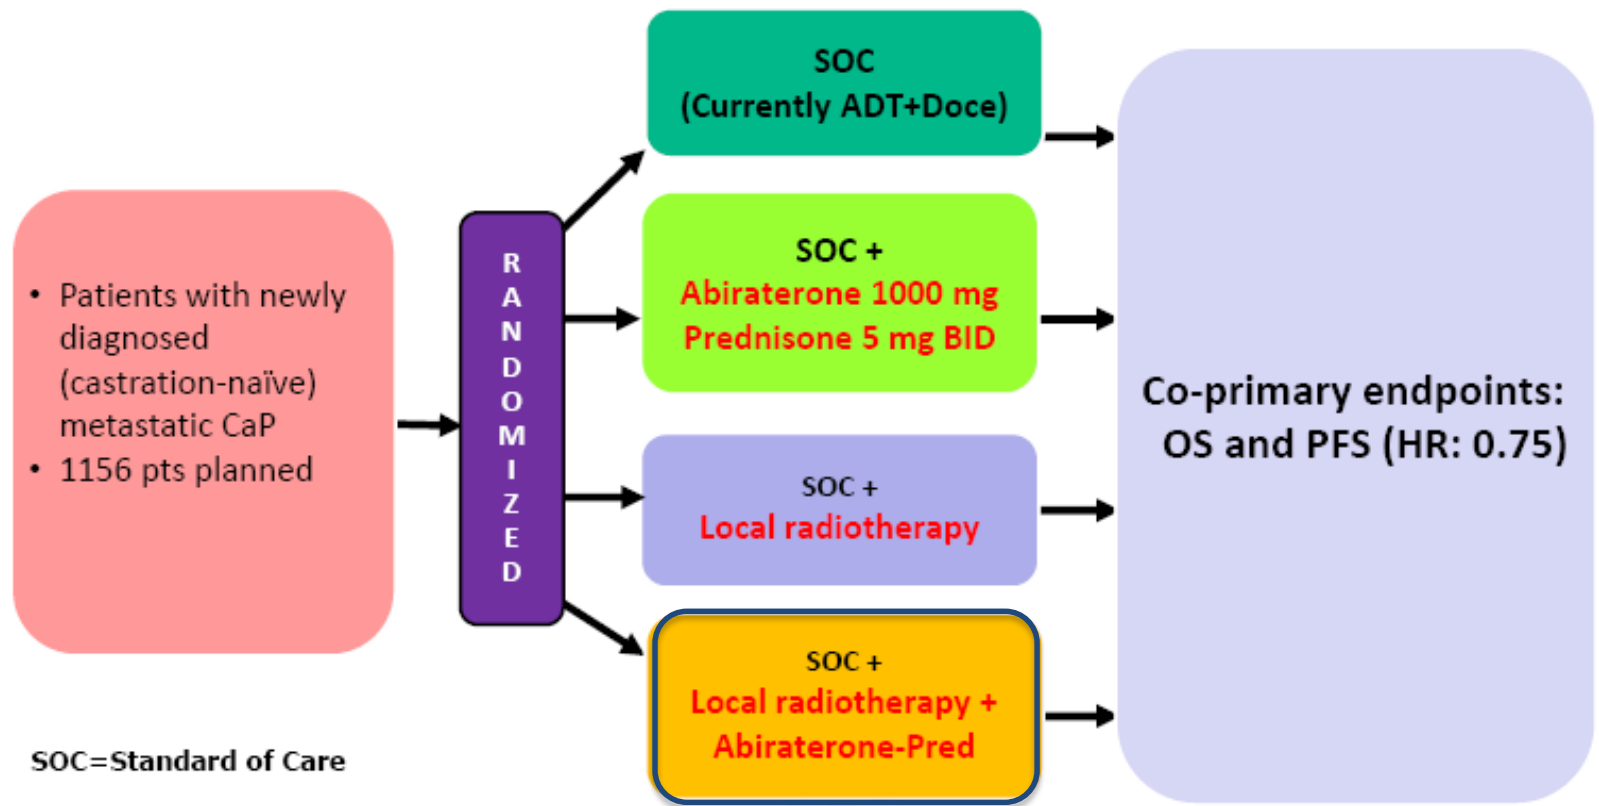 • Patients with newly
diagnosed
(castration-naïve)
metastatic CaP
• 1156 pts planned
SOC=Standard of Care
R
A
N
D
O
M
I
Z
E
D
SOC
(Currently ADT+Doce)
SOC +
Abiraterone 1000 mg
Prednisone 5 mg BID
SOC +
Local radiotherapy
SOC +
Local radiotherapy +
Abiraterone-Pred
Co-primary endpoints:
OS and PFS (HR: 0.75)